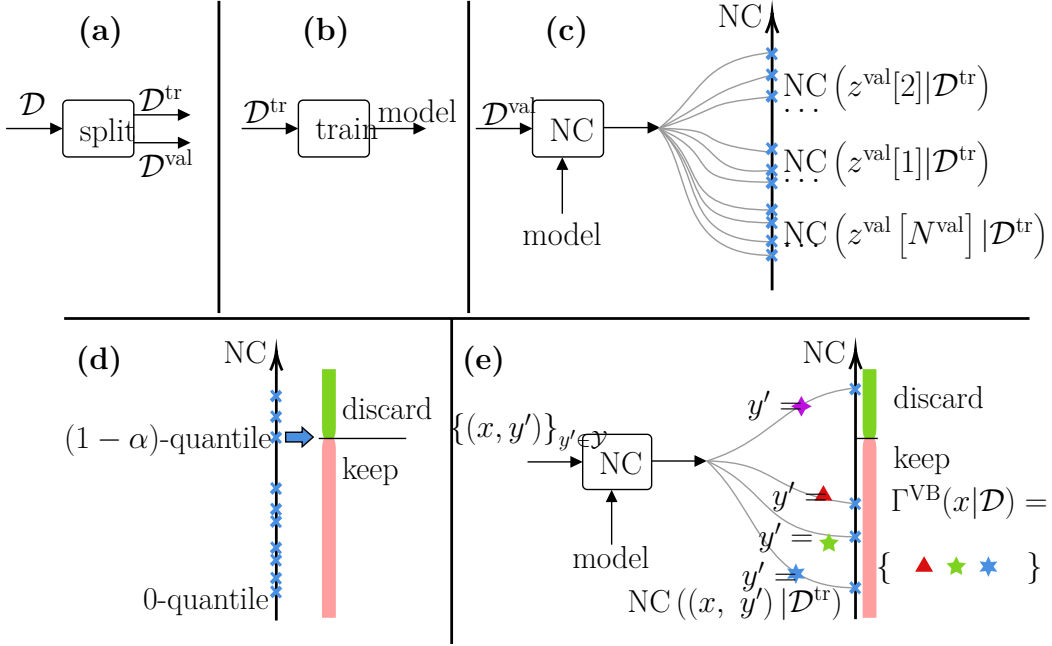 (a)
𝒟
split
𝒟^tr
𝒟^val
(b)
𝒟^tr
train
model
(c)
𝒟^val
NC
model
NC
NC (z^val[2]|𝒟^tr)
...
NC (z^val[1]|𝒟^tr)
...
NC (z^val [N^val] |𝒟^tr)
...
(d)
NC
discard
(1 − α)-quantile
keep
0-quantile
(e)
{(x, y′)}_{y′∈𝒴}
NC
model
NC
y′ =
y′ =
y′ =
y′ =
NC ((x, y′) |𝒟^tr)
discard
keep
Γ^VB(x|𝒟) =
{ }